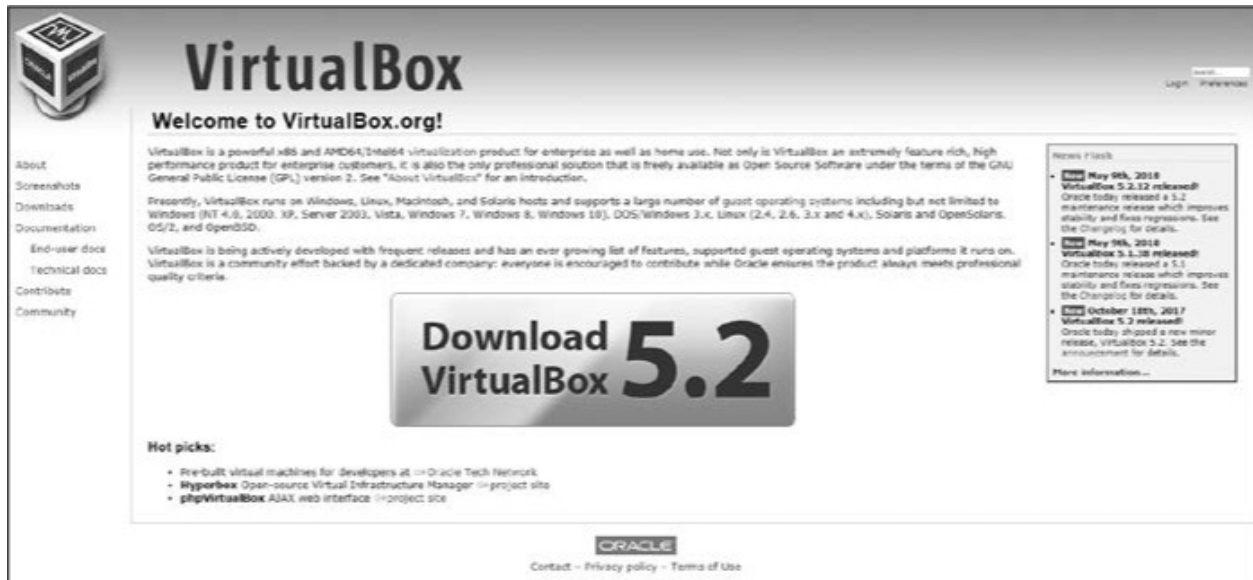 ORACLE
VirtualBox
VirtualBox
search...
Login Preferences
Welcome to VirtualBox.org!
About
Screenshots
Downloads
Documentation
End-user docs
Technical docs
Contribute
Community
VirtualBox is a powerful x86 and AMD64/Intel64 virtualization product for enterprise as well as home use. Not only is VirtualBox an extremely feature rich, high
performance product for enterprise customers, it is also the only professional solution that is freely available as Open Source Software under the terms of the GNU
General Public License (GPL) version 2. See "About VirtualBox" for an introduction.
Presently, VirtualBox runs on Windows, Linux, Macintosh, and Solaris hosts and supports a large number of guest operating systems including but not limited to
Windows (NT 4.0, 2000, XP, Server 2003, Vista, Windows 7, Windows 8, Windows 10), DOS/Windows 3.x, Linux (2.4, 2.6, 3.x and 4.x), Solaris and OpenSolaris,
OS/2, and OpenBSD.
VirtualBox is being actively developed with frequent releases and has an ever growing list of features, supported guest operating systems and platforms it runs on.
VirtualBox is a community effort backed by a dedicated company: everyone is encouraged to contribute while Oracle ensures the product always meets professional
quality criteria.
Download
VirtualBox 5.2
Hot picks:
• Pre-built virtual machines for developers at Oracle Tech Network
• Hyperbox Open-source Virtual Infrastructure Manager project site
• phpVirtualBox AJAX web interface project site
News Flash
• New May 9th, 2018
VirtualBox 5.2.12 released!
Oracle today released a 5.2
maintenance release which improves
stability and fixes regressions. See
the Changelog for details.
• New May 9th, 2018
VirtualBox 5.1.38 released!
Oracle today released a 5.1
maintenance release which improves
stability and fixes regressions. See
the Changelog for details.
• New October 18th, 2017
VirtualBox 5.2 released!
Oracle today shipped a new minor
release, VirtualBox 5.2. See the
announcement for details.
More information...
ORACLE
Contact – Privacy policy – Terms of Use